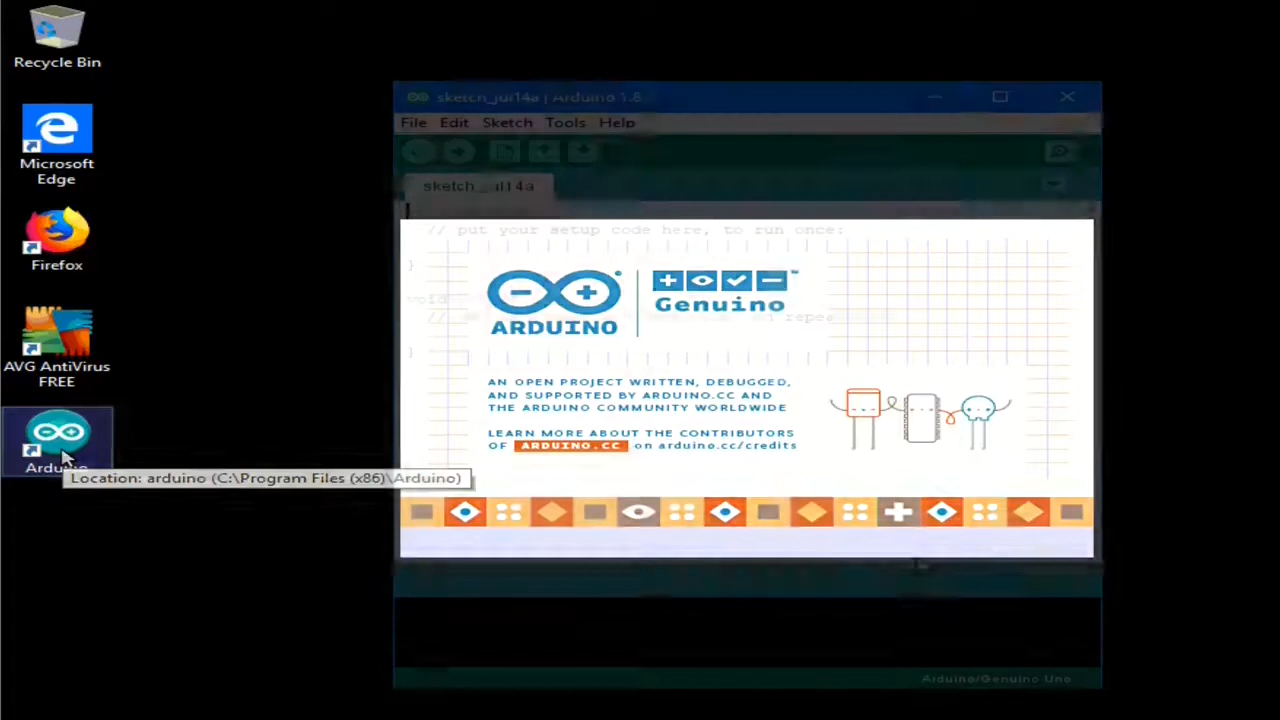 Recycle Bin
Microsoft
Edge
Firefox
AVG AntiVirus
FREE
Location: arduino (C:\Program Files (x86)\Arduino)
sketch_jul14a | Arduino 1.8
File Edit Sketch Tools Help
sketch_jul14a
// put your setup code here, to run once:
}
void
//
}
ARDUINO
Genuino
™
AN OPEN PROJECT WRITTEN, DEBUGGED,
AND SUPPORTED BY ARDUINO.CC AND
THE ARDUINO COMMUNITY WORLDWIDE
LEARN MORE ABOUT THE CONTRIBUTORS
OF ARDUINO.CC on arduino.cc/credits
Arduino/Genuino Uno